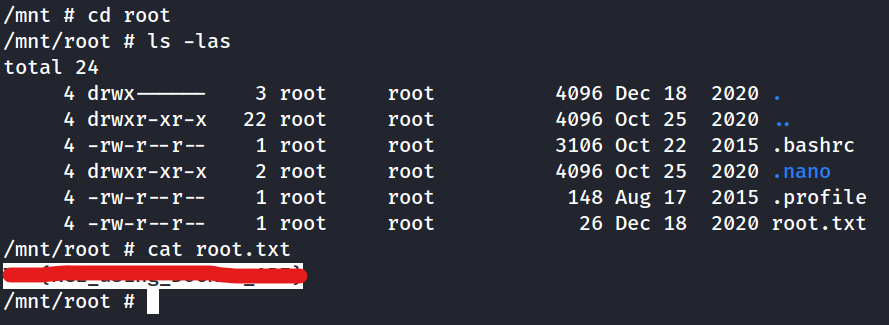 /mnt # cd root
/mnt/root # ls -las
total 24
4 drwx------ 3 root root 4096 Dec 18 2020 .
4 drwxr-xr-x 22 root root 4096 Oct 25 2020 ..
4 -rw-r--r-- 1 root root 3106 Oct 22 2015 .bashrc
4 drwxr-xr-x 2 root root 4096 Oct 25 2020 .nano
4 -rw-r--r-- 1 root root 148 Aug 17 2015 .profile
4 -rw-r--r-- 1 root root 26 Dec 18 2020 root.txt
/mnt/root # cat root.txt
/mnt/root #